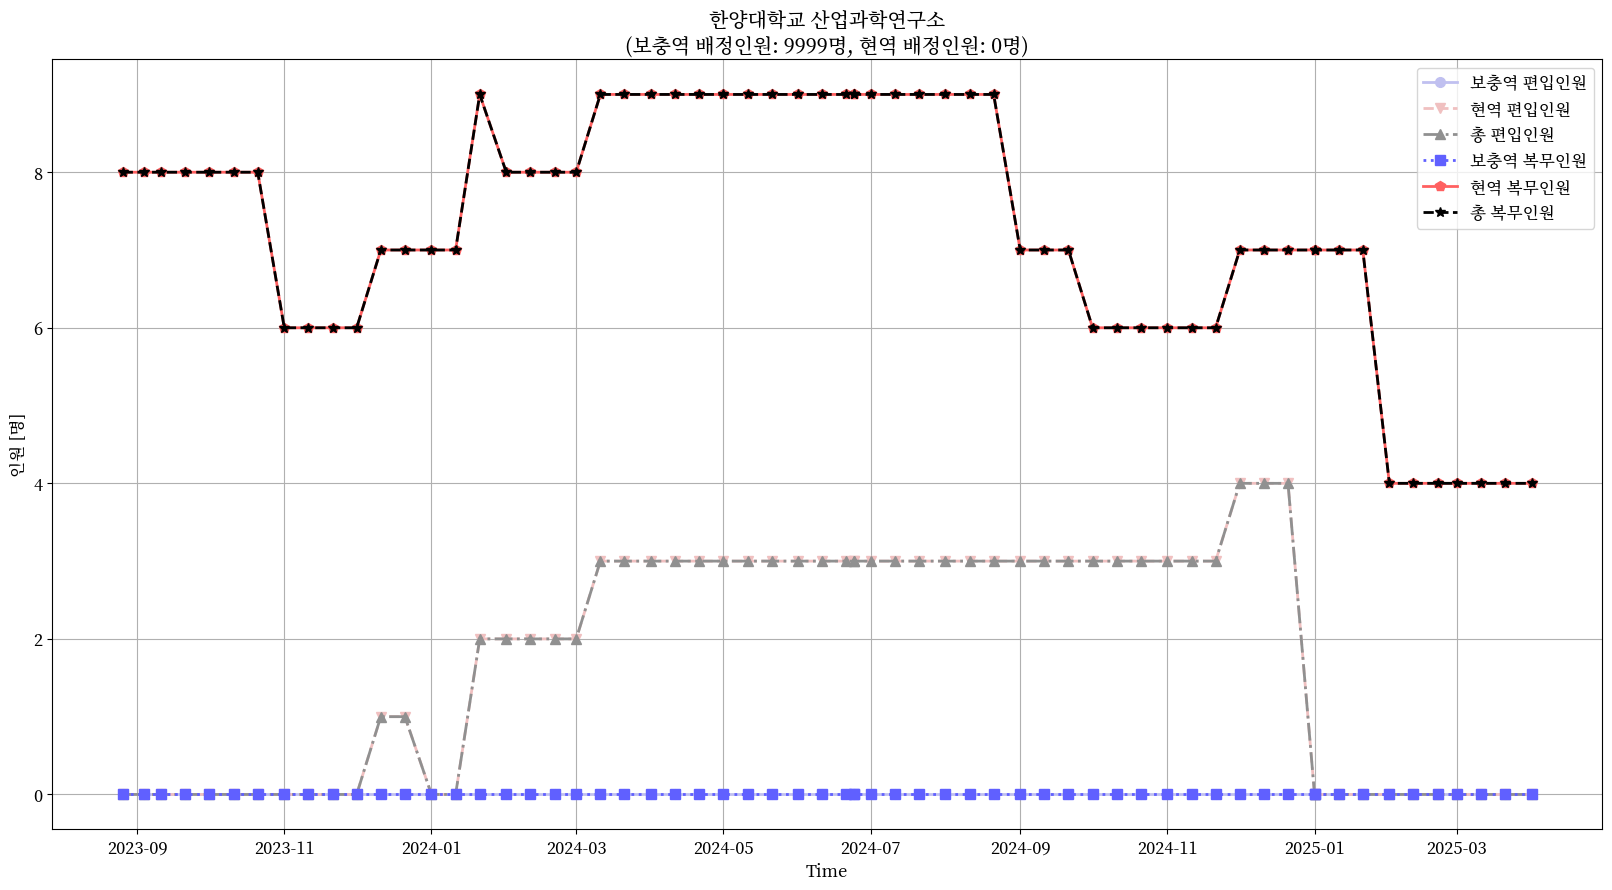 한양대학교 산업과학연구소
(보충역 배정인원: 9999명, 현역 배정인원: 0명)
보충역 편입인원
현역 편입인원
총 편입인원
보충역 복무인원
현역 복무인원
총 복무인원
인원 [명]
8
6
4
2
0
2023-09 2023-11 2024-01 2024-03 2024-05 2024-07 2024-09 2024-11 2025-01 2025-03
Time